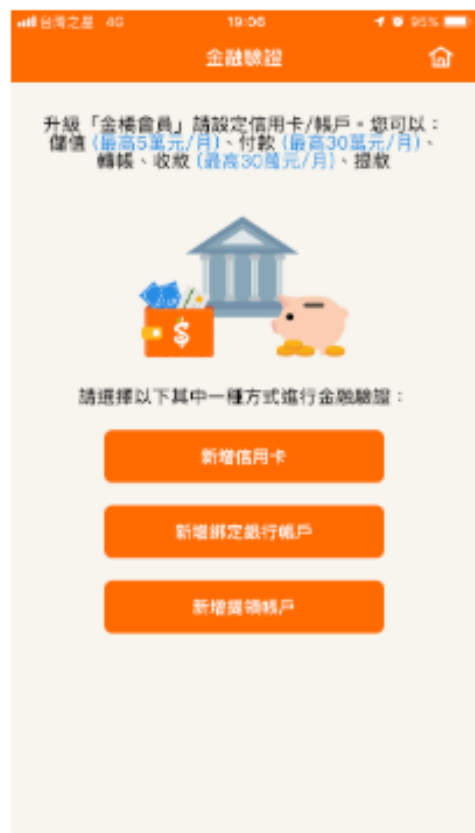 台灣之星 4G 19:06 95%
金融驗證
升級「金橘會員」請設定信用卡/帳戶。您可以：
儲值 (最高5萬元/月)、付款 (最高30萬元/月)、
轉帳、收款 (最高30萬元/月)、提款
$
請選擇以下其中一種方式進行金融驗證：
新增信用卡
新增綁定銀行帳戶
新增提領帳戶